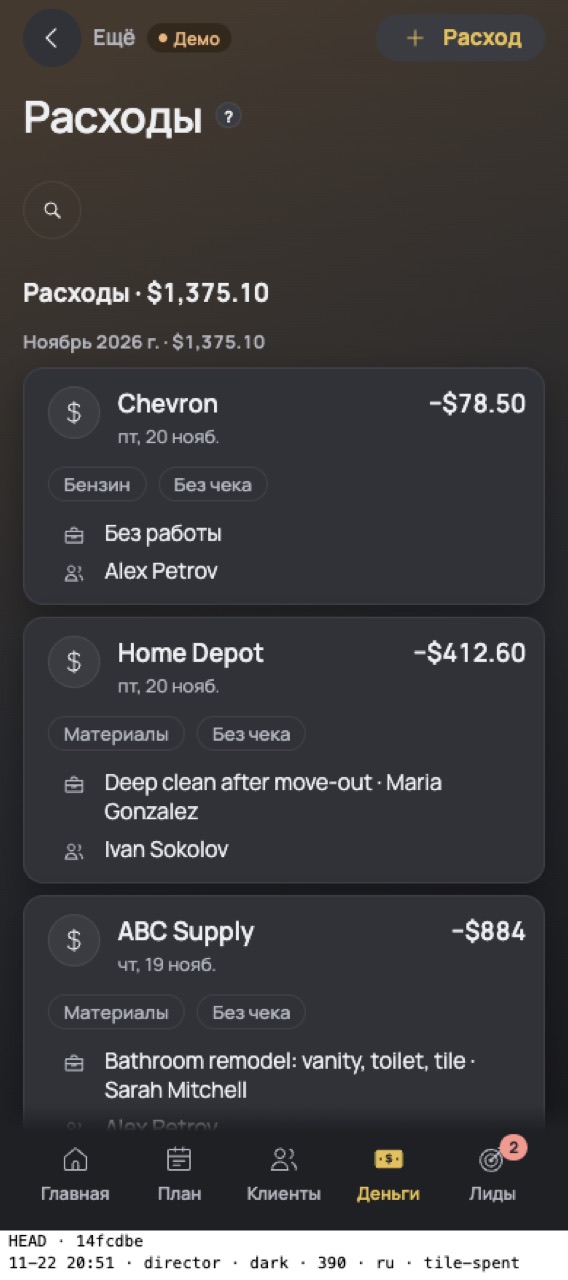 Ещё
Демо
+ Расход
Расходы ?
Расходы · $1,375.10
Ноябрь 2026 г. · $1,375.10
$ Chevron −$78.50
пт, 20 нояб.
Бензин Без чека
Без работы
Alex Petrov
$ Home Depot −$412.60
пт, 20 нояб.
Материалы Без чека
Deep clean after move-out · Maria
Gonzalez
Ivan Sokolov
$ ABC Supply −$884
чт, 19 нояб.
Материалы Без чека
Bathroom remodel: vanity, toilet, tile ·
Sarah Mitchell
Alex Petrov
2
Главная План Клиенты Деньги Лиды
HEAD · 14fcdbe
11-22 20:51 · director · dark · 390 · ru · tile-spent